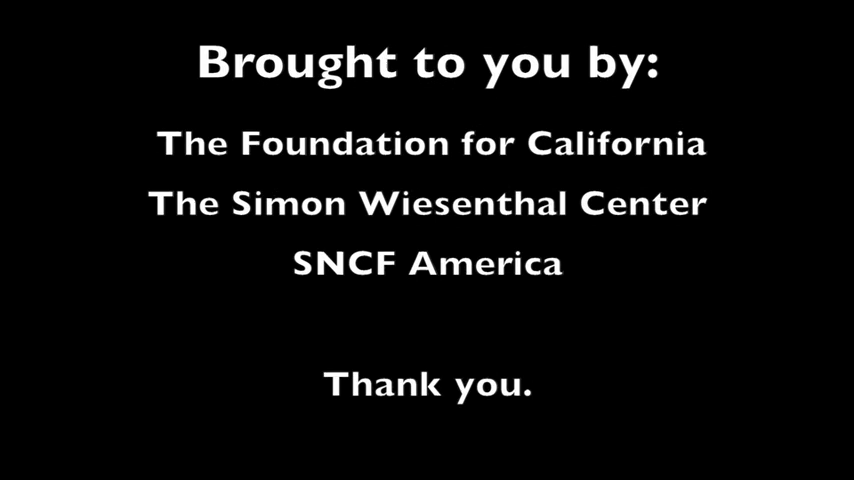 Brought to you by:
The Foundation for California
The Simon Wiesenthal Center
SNCF America
Thank you.